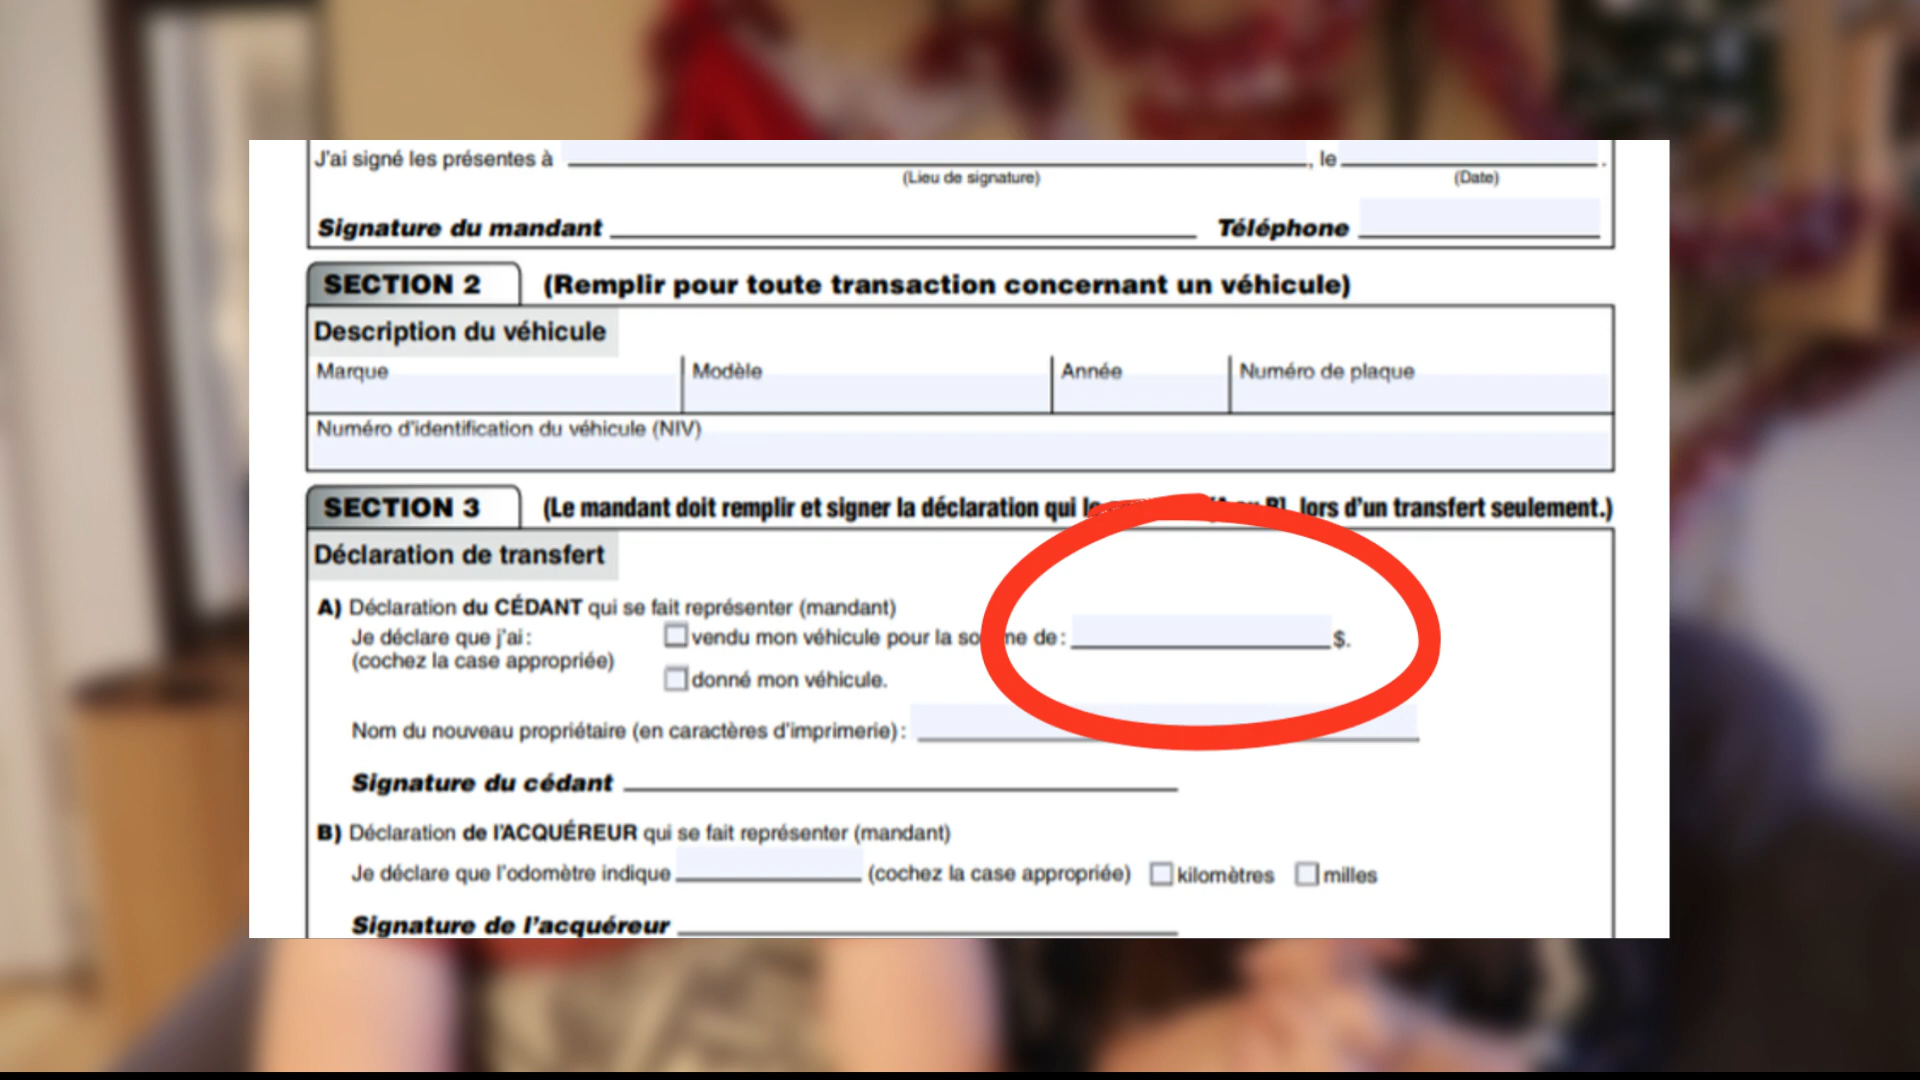 J'ai signé les présentes à , le .
(Lieu de signature) (Date)
Signature du mandant Téléphone
SECTION 2 (Remplir pour toute transaction concernant un véhicule)
Description du véhicule
Marque Modèle Année Numéro de plaque
Numéro d'identification du véhicule (NIV)
SECTION 3 (Le mandant doit remplir et signer la déclaration qui lors d'un transfert seulement.)
Déclaration de transfert
A) Déclaration du CÉDANT qui se fait représenter (mandant)
Je déclare que j'ai : vendu mon véhicule pour la somme de : $.
(cochez la case appropriée)
donné mon véhicule.
Nom du nouveau propriétaire (en caractères d'imprimerie) :
Signature du cédant
B) Déclaration de l'ACQUÉREUR qui se fait représenter (mandant)
Je déclare que l'odomètre indique (cochez la case appropriée) kilomètres milles
Signature de l'acquéreur